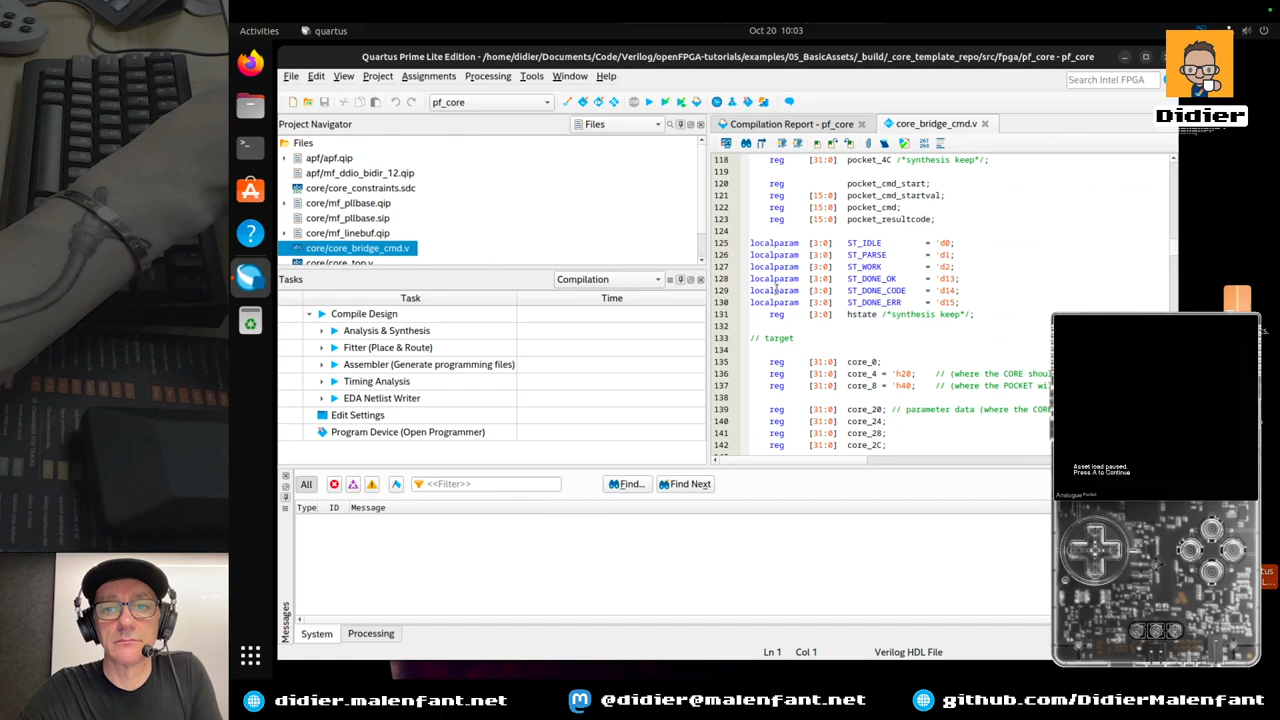 Activities
quartus
Oct 20 10:03
Quartus Prime Lite Edition - /home/didier/Documents/Code/Verilog/openFPGA-tutorials/examples/05_BasicAssets/_build/_core_template_repo/src/fpga/pf_core - pf_core
File Edit View Project Assignments Processing Tools Window Help
Search Intel FPGA
pf_core
Didier
Project Navigator
Files
Files
apf/apf.qip
apf/mf_ddio_bidir_12.qip
core/core_constraints.sdc
core/mf_pllbase.qip
core/mf_pllbase.sip
core/mf_linebuf.qip
core/core_bridge_cmd.v
core/core_top.v
Tasks
Compilation
Task Time
Compile Design
Analysis & Synthesis
Fitter (Place & Route)
Assembler (Generate programming files)
Timing Analysis
EDA Netlist Writer
Edit Settings
Program Device (Open Programmer)
Compilation Report - pf_core
core_bridge_cmd.v
118 reg [31:0] pocket_4C /*synthesis keep*/;
119
120 reg pocket_cmd_start;
121 reg [15:0] pocket_cmd_startval;
122 reg [15:0] pocket_cmd;
123 reg [15:0] pocket_resultcode;
124
125 localparam [3:0] ST_IDLE = 'd0;
126 localparam [3:0] ST_PARSE = 'd1;
127 localparam [3:0] ST_WORK = 'd2;
128 localparam [3:0] ST_DONE_OK = 'd13;
129 localparam [3:0] ST_DONE_CODE = 'd14;
130 localparam [3:0] ST_DONE_ERR = 'd15;
131 reg [3:0] hstate /*synthesis keep*/;
132
133 // target
134
135 reg [31:0] core_0;
136 reg [31:0] core_4 = 'h20; // (where the CORE shou
137 reg [31:0] core_8 = 'h40; // (where the POCKET wil
138
139 reg [31:0] core_20; // parameter data (where the CORE
140 reg [31:0] core_24;
141 reg [31:0] core_28;
142 reg [31:0] core_2C;
All
<<Filter>>
Find...
Find Next
Type ID Message
Messages
System
Processing
Ln 1 Col 1 Verilog HDL File
Asset load paused.
Press A to Continue
Analogue Pocket
didier.malenfant.net
@didier@malenfant.net
github.com/DidierMalenfant